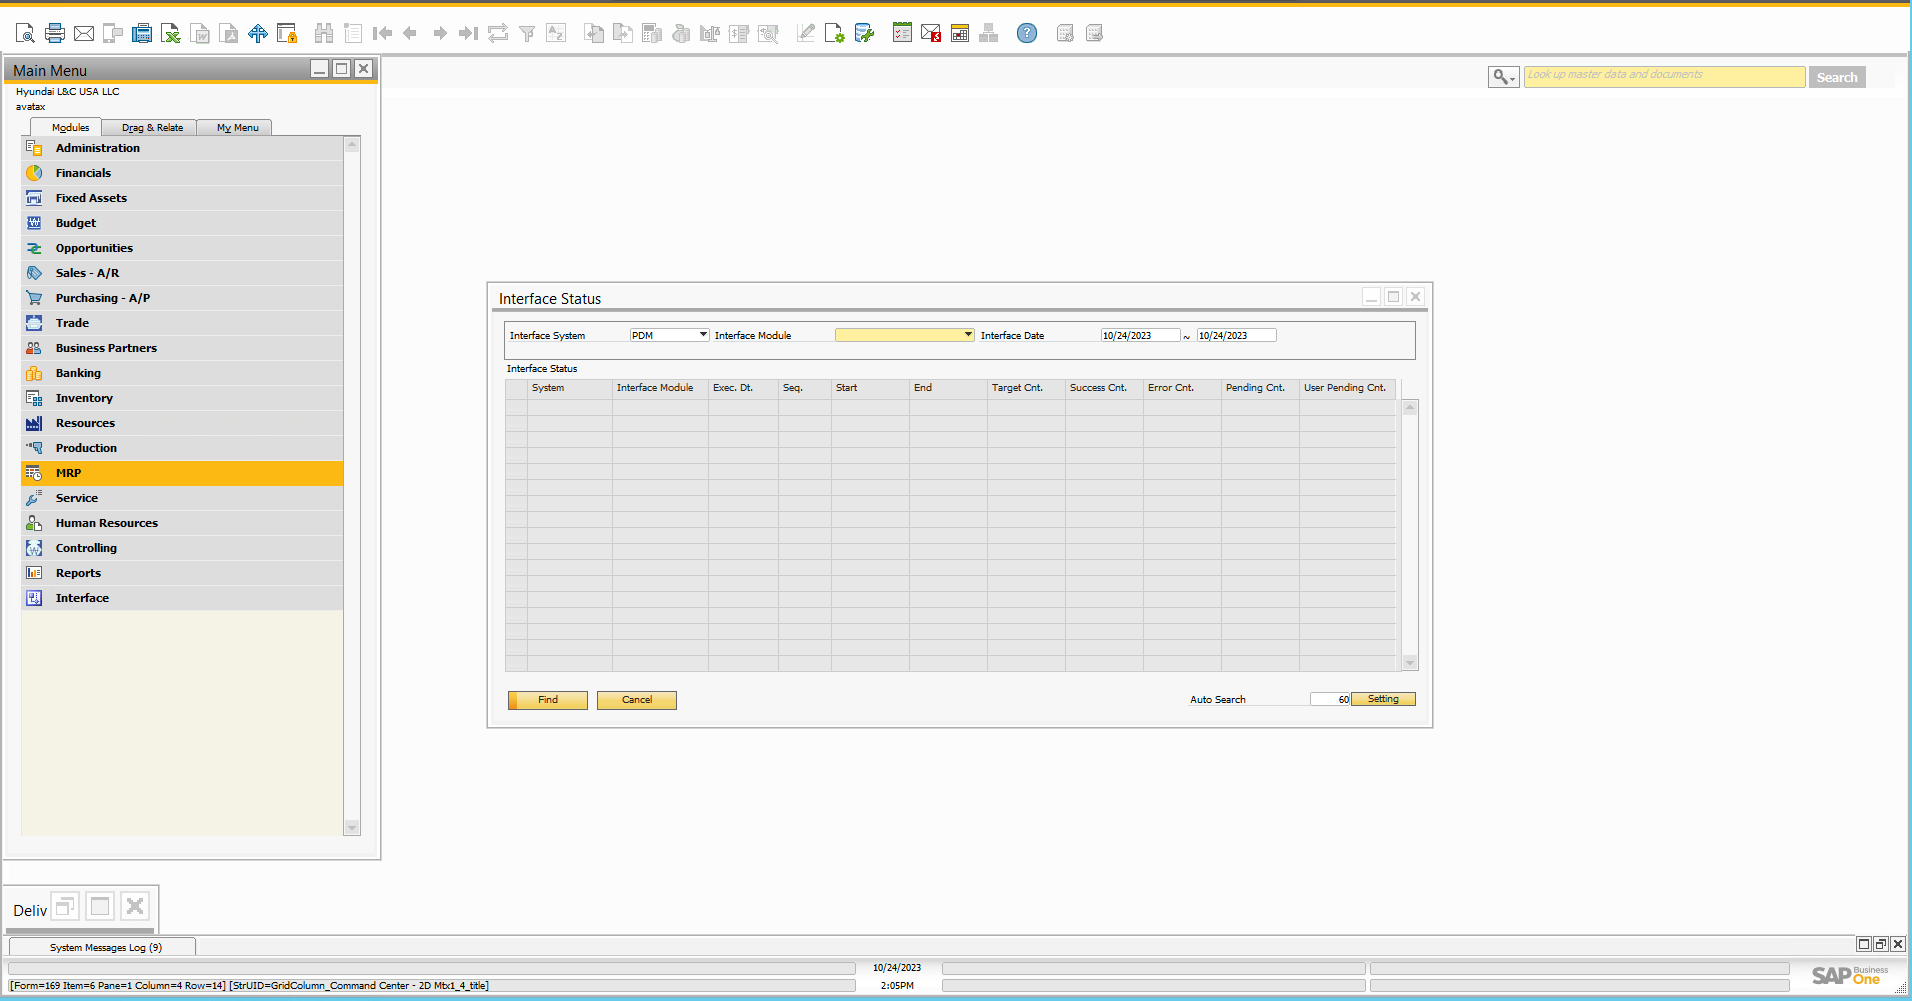 Main Menu
Hyundai L&C USA LLC
avatax
Modules
Drag & Relate
My Menu
Administration
Financials
Fixed Assets
Budget
Opportunities
Sales - A/R
Purchasing - A/P
Trade
Business Partners
Banking
Inventory
Resources
Production
MRP
Service
Human Resources
Controlling
Reports
Interface
Look up master data and documents
Search
Interface Status
Interface System PDM Interface Module Interface Date 10/24/2023 ~ 10/24/2023
Interface Status
System Interface Module Exec. Dt. Seq. Start End Target Cnt. Success Cnt. Error Cnt. Pending Cnt. User Pending Cnt.
Find Cancel Auto Search 60 Setting
Deliv
System Messages Log (9)
10/24/2023
[Form=169 Item=6 Pane=1 Column=4 Row=14] [StrUID=GridColumn_Command Center - 2D Mtx1_4_title] 2:05PM
SAP Business One